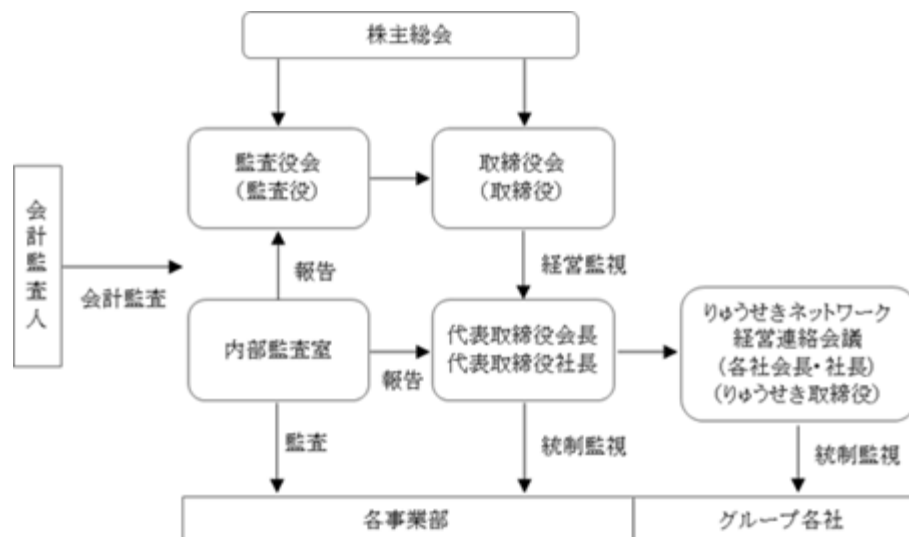 株主総会
監査役会
(監査役)
取締役会
(取締役)
会計監査人
会計監査
報告
経営監視
内部監査室
報告
代表取締役会長
代表取締役社長
りゅうせきネットワーク
経営連絡会議
(各社会長・社長)
(りゅうせき取締役)
監査
統制監視
統制監視
各事業部
グループ各社